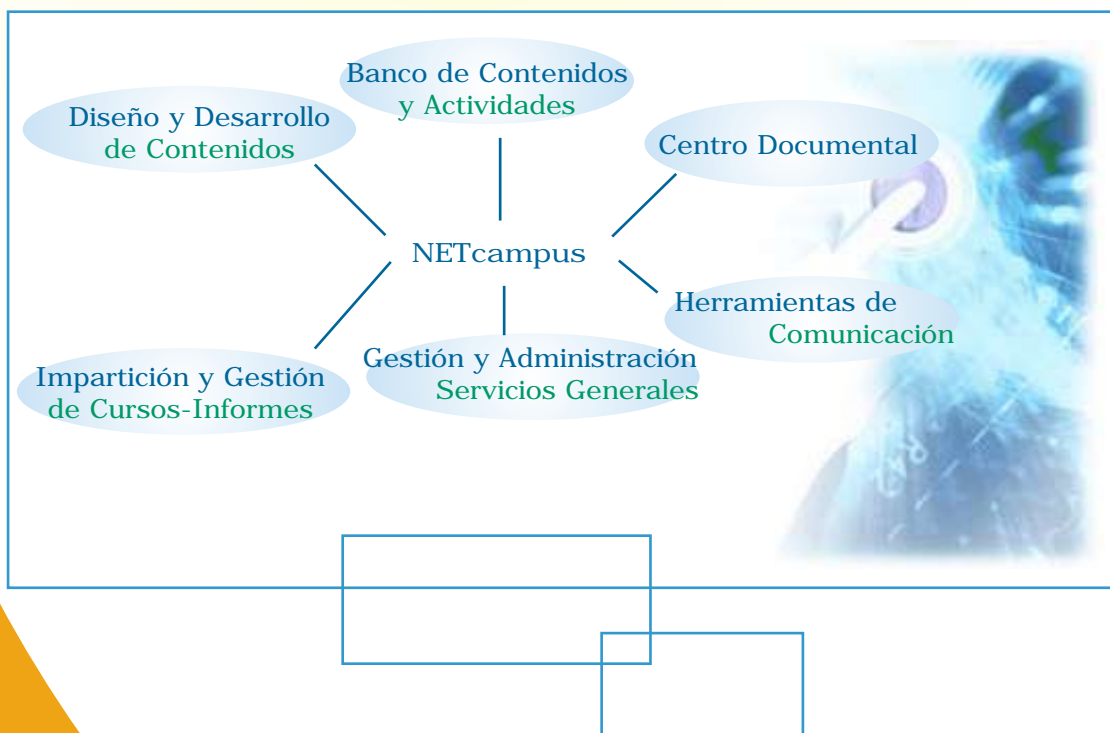 Banco de Contenidos
y Actividades
Diseño y Desarrollo
de Contenidos
Centro Documental
NETcampus
Herramientas de
Comunicación
Gestión y Administración
Servicios Generales
Impartición y Gestión
de Cursos-Informes